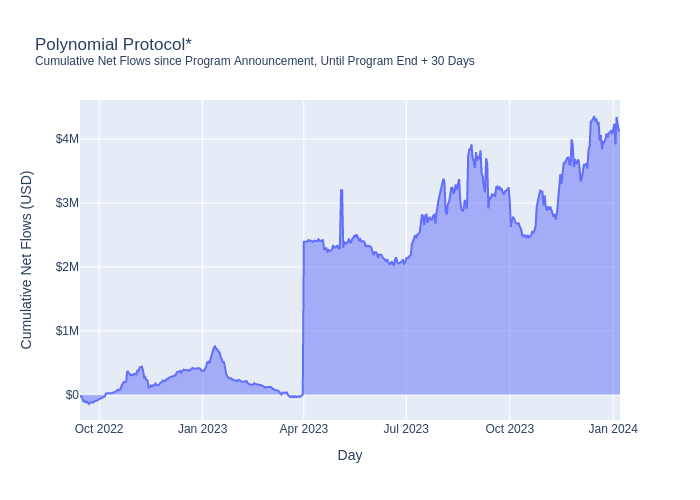 Polynomial Protocol*
Cumulative Net Flows since Program Announcement, Until Program End + 30 Days
Cumulative Net Flows (USD)
$4M
$3M
$2M
$1M
$0
Oct 2022 Jan 2023 Apr 2023 Jul 2023 Oct 2023 Jan 2024
Day